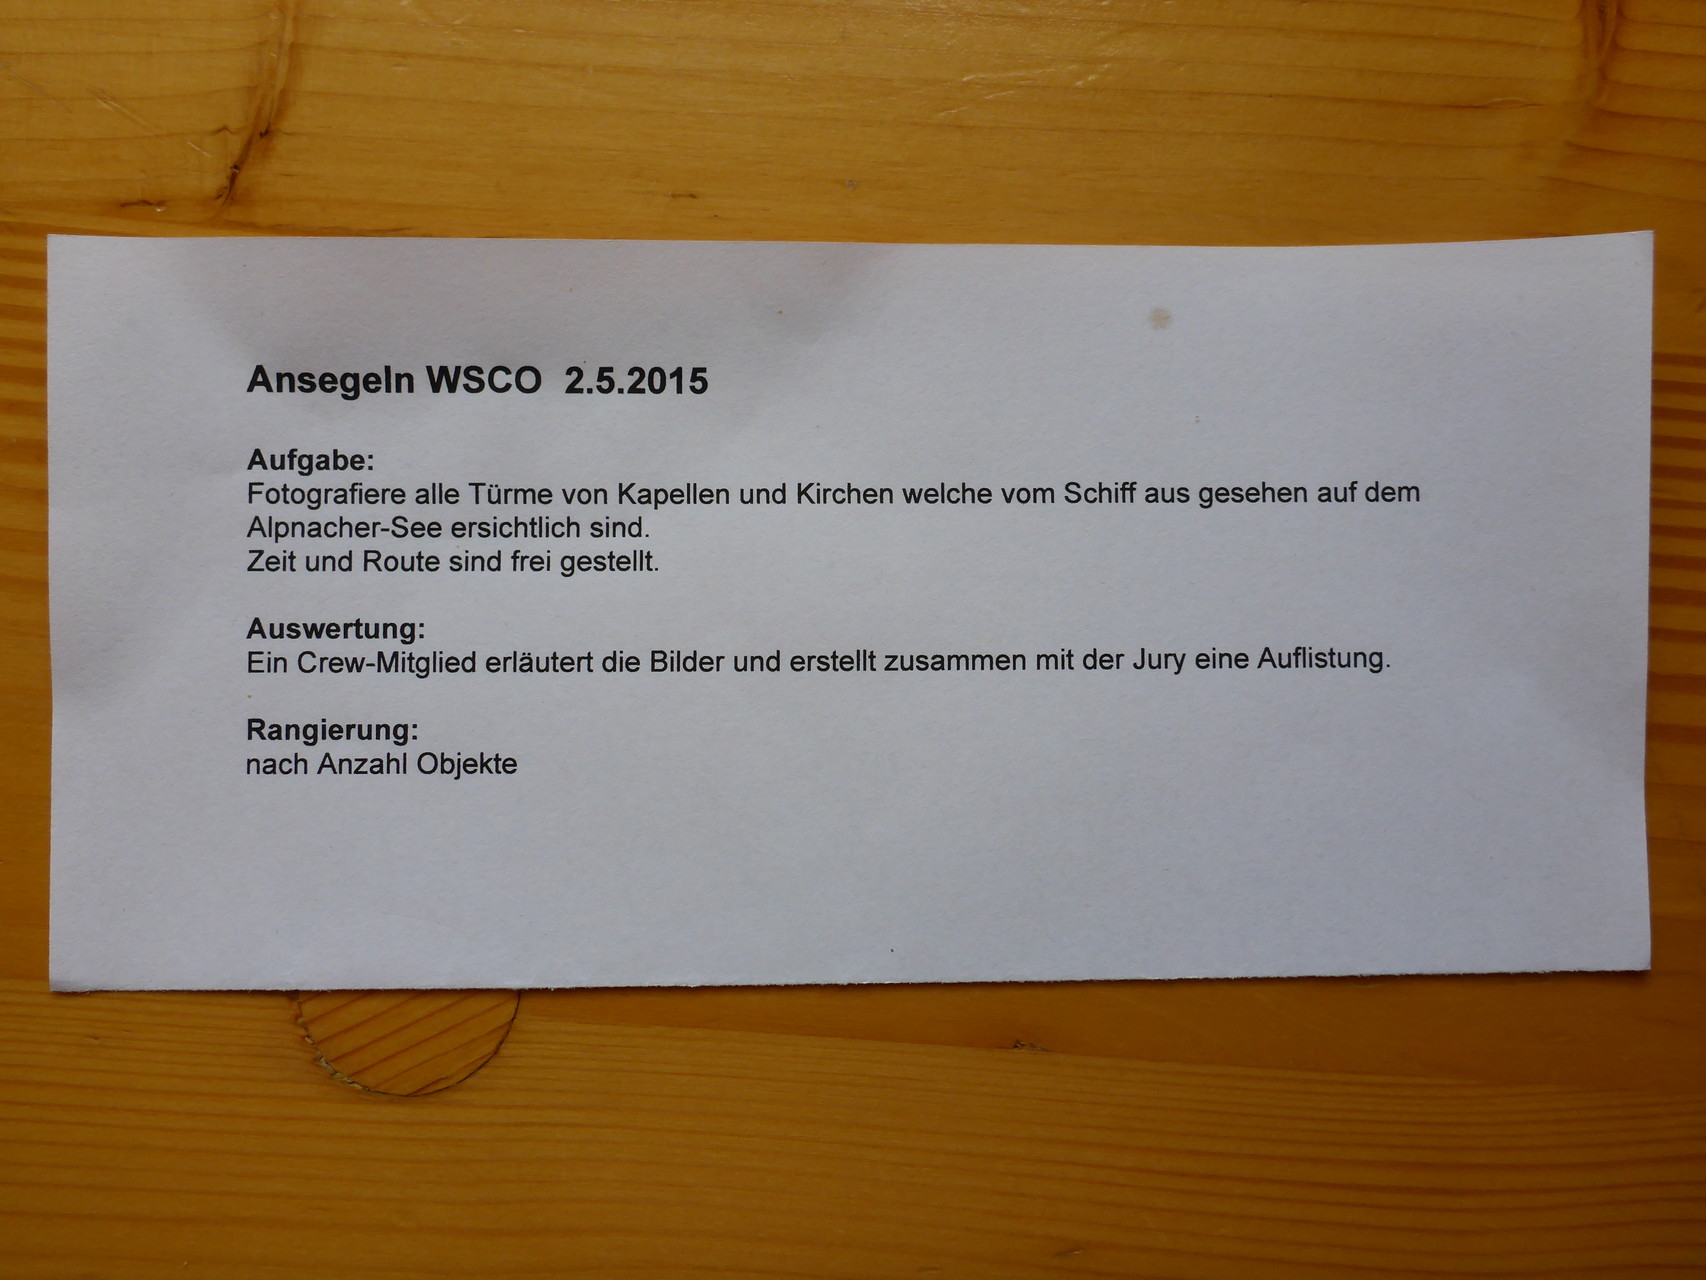 Ansegeln WSCO 2.5.2015
Aufgabe:
Fotografiere alle Türme von Kapellen und Kirchen welche vom Schiff aus gesehen auf dem
Alpnacher-See ersichtlich sind.
Zeit und Route sind frei gestellt.
Auswertung:
Ein Crew-Mitglied erläutert die Bilder und erstellt zusammen mit der Jury eine Auflistung.
Rangierung:
nach Anzahl Objekte